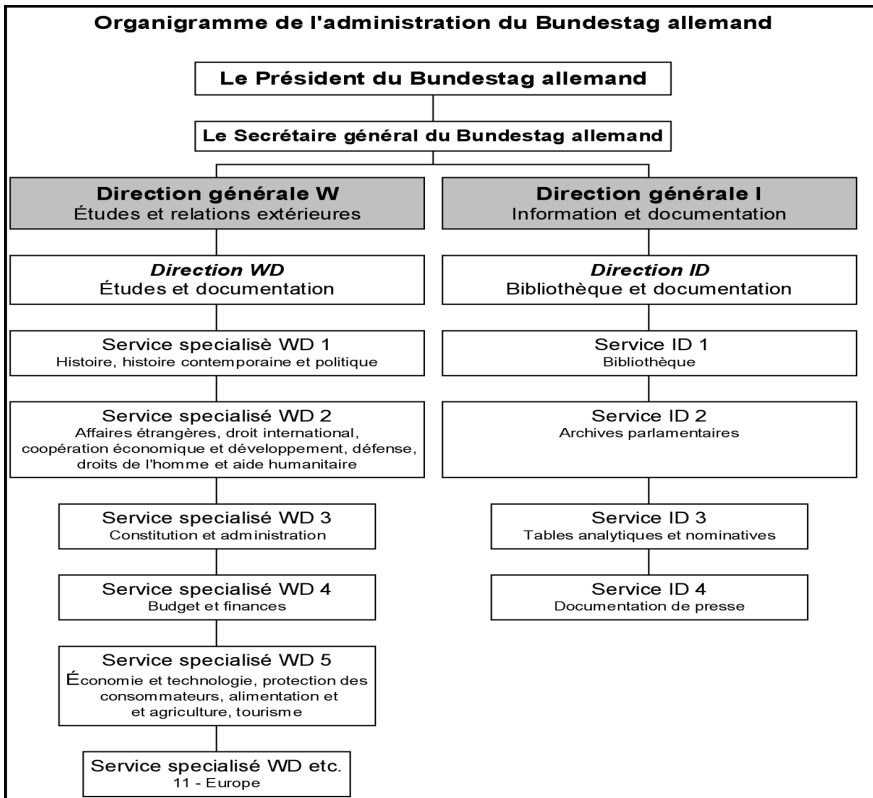 Organigramme de l'administration du Bundestag allemand
Le Président du Bundestag allemand
Le Secrétaire général du Bundestag allemand
Direction générale W
Études et relations extérieures
Direction WD
Études et documentation
Service specialisè WD 1
Histoire, histoire contemporaine et politique
Service specialisé WD 2
Affaires étrangères, droit international,
coopération économique et développement, défense,
droits de l'homme et aide humanitaire
Service specialisé WD 3
Constitution et administration
Service specialisé WD 4
Budget et finances
Service specialisé WD 5
Économie et technologie, protection des
consommateurs, alimentation et
et agriculture, tourisme
Service specialisé WD etc.
11 - Europe
Direction générale I
Information et documentation
Direction ID
Bibliothèque et documentation
Service ID 1
Bibliothèque
Service ID 2
Archives parlamentaires
Service ID 3
Tables analytiques et nominatives
Service ID 4
Documentation de presse